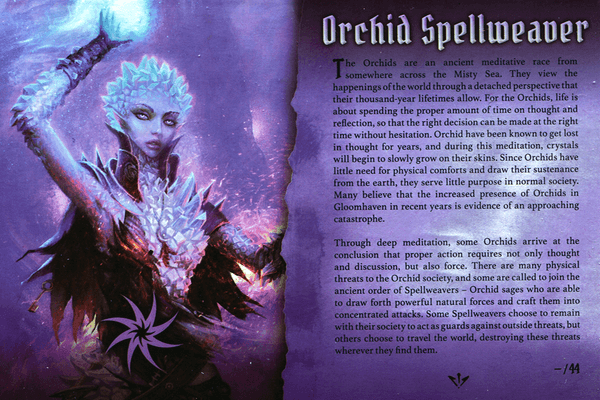 Orchid Spellweaver
The Orchids are an ancient meditative race from
somewhere across the Misty Sea. They view the
happenings of the world through a detached perspective that
their thousand-year lifetimes allow. For the Orchids, life is
about spending the proper amount of time on thought and
reflection, so that the right decision can be made at the right
time without hesitation. Orchid have been known to get lost
in thought for years, and during this meditation, crystals
will begin to slowly grow on their skins. Since Orchids have
little need for physical comforts and draw their sustenance
from the earth, they serve little purpose in normal society.
Many believe that the increased presence of Orchids in
Gloomhaven in recent years is evidence of an approaching
catastrophe.
Through deep meditation, some Orchids arrive at the
conclusion that proper action requires not only thought
and discussion, but also force. There are many physical
threats to the Orchid society, and some are called to join the
ancient order of Spellweavers – Orchid sages who are able
to draw forth powerful natural forces and craft them into
concentrated attacks. Some Spellweavers choose to remain
with their society to act as guards against outside threats, but
others choose to travel the world, destroying these threats
wherever they find them.
–/44